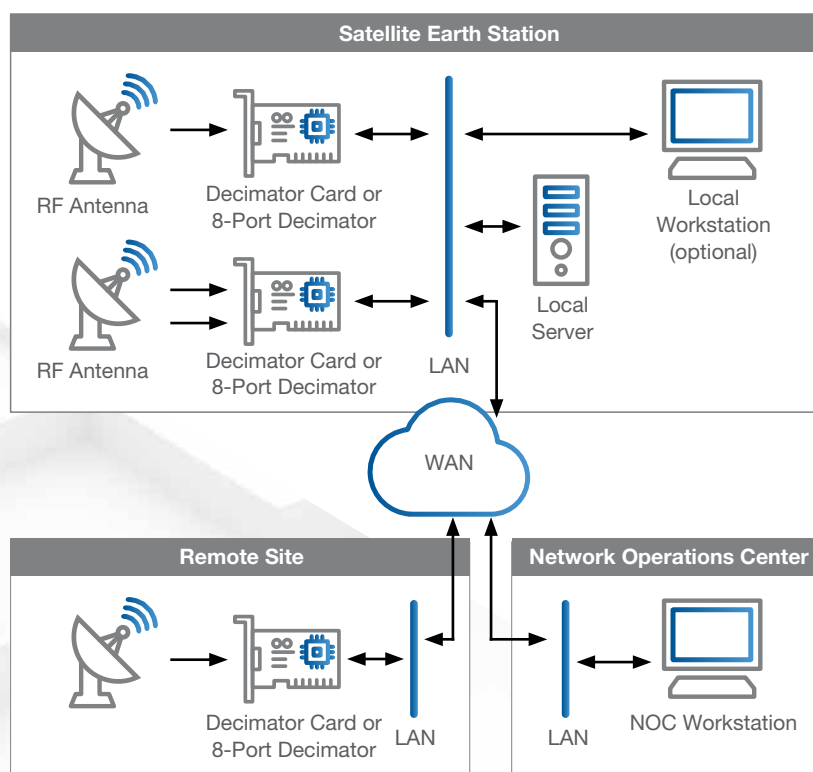 Satellite Earth Station
RF Antenna
Decimator Card or
8-Port Decimator
Local
Workstation
(optional)
Local
Server
RF Antenna
Decimator Card or
8-Port Decimator
LAN
WAN
Remote Site
Decimator Card or
8-Port Decimator
LAN
Network Operations Center
LAN
NOC Workstation